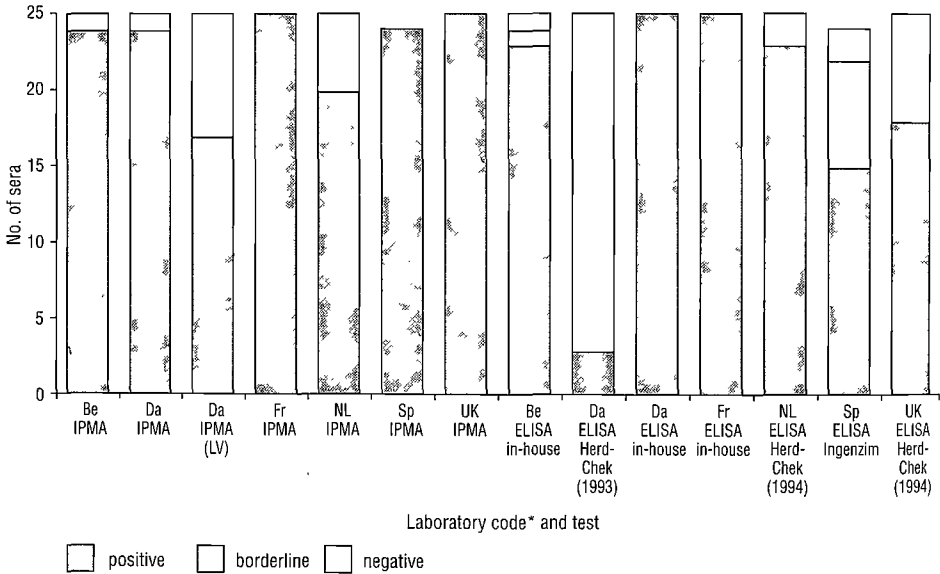 25
20
15
10
5
0
No. of sera
Be IPMA
Da IPMA
Da IPMA (LV)
Fr IPMA
NL IPMA
Sp IPMA
UK IPMA
Be ELISA in-house
Da ELISA Herd-Chek (1993)
Da ELISA in-house
Fr ELISA in-house
NL ELISA Herd-Chek (1994)
Sp ELISA Ingenzim
UK ELISA Herd-Chek (1994)
Laboratory code* and test
positive borderline negative